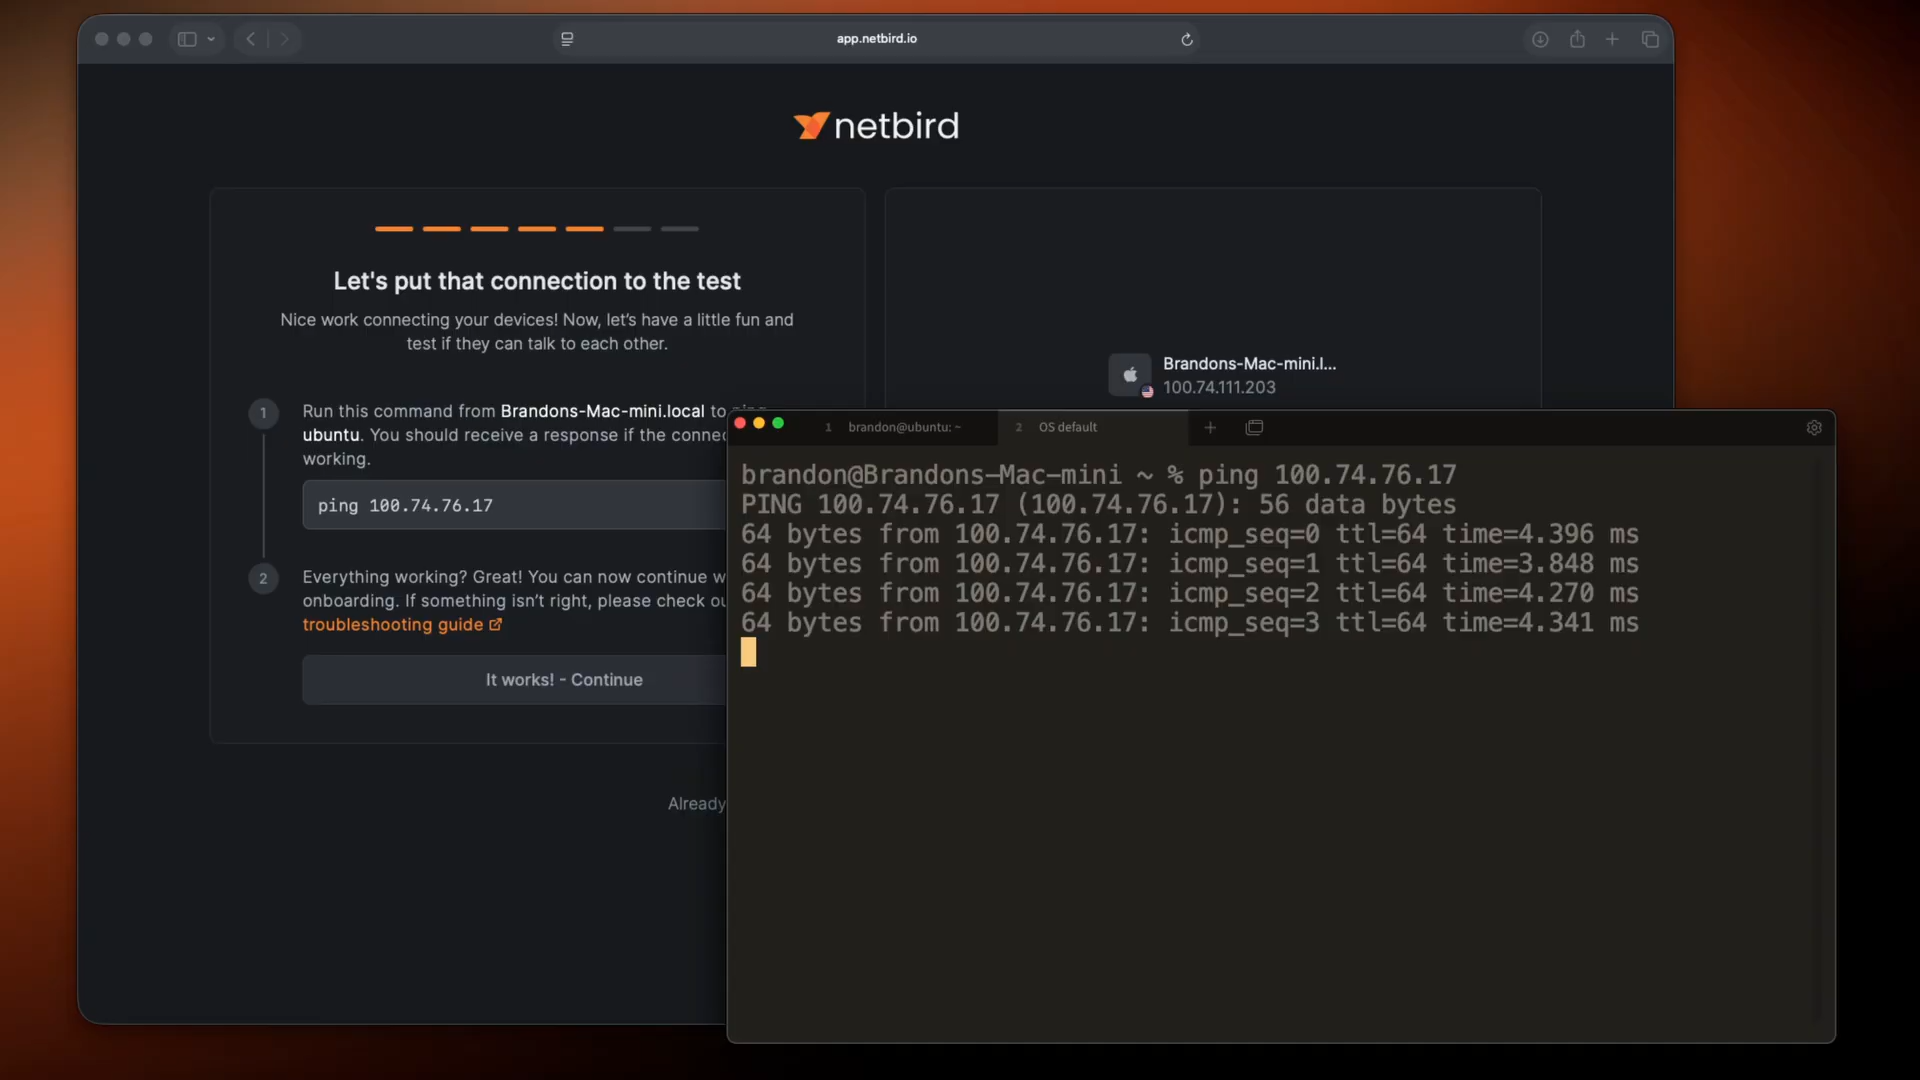 app.netbird.io
netbird
Let's put that connection to the test
Nice work connecting your devices! Now, let's have a little fun and
test if they can talk to each other.
1
Run this command from Brandons-Mac-mini.local to
ubuntu. You should receive a response if the
working.
ping 100.74.76.17
2
Everything working? Great! You can now continue
onboarding. If something isn't right, please check
troubleshooting guide
It works! - Continue
Already
Brandons-Mac-mini.l...
100.74.111.203
1 brandon@ubuntu: ~
2 OS default
brandon@Brandons-Mac-mini ~ % ping 100.74.76.17
PING 100.74.76.17 (100.74.76.17): 56 data bytes
64 bytes from 100.74.76.17: icmp_seq=0 ttl=64 time=4.396 ms
64 bytes from 100.74.76.17: icmp_seq=1 ttl=64 time=3.848 ms
64 bytes from 100.74.76.17: icmp_seq=2 ttl=64 time=4.270 ms
64 bytes from 100.74.76.17: icmp_seq=3 ttl=64 time=4.341 ms